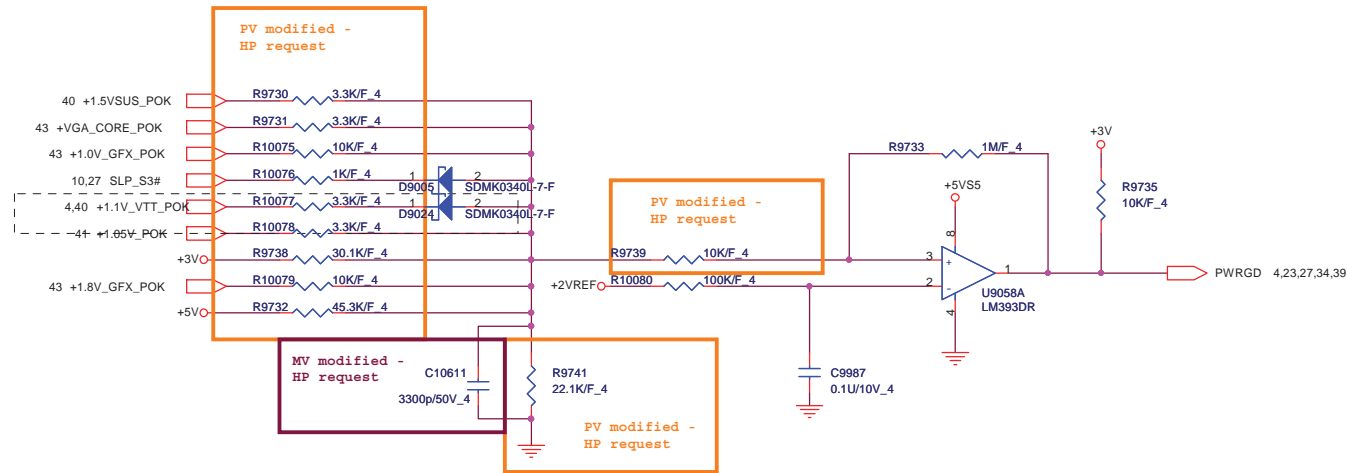 PV modified -
HP request
40 +1.5VSUS_POK
R9730
3.3K/F_4
43 +VGA_CORE_POK
R9731
3.3K/F_4
43 +1.0V_GFX_POK
R10075
10K/F_4
10,27 SLP_S3#
R10076
1K/F_4
1
2
D9005
SDMK0340L-7-F
4,40 +1.1V_VTT_POK
R10077
3.3K/F_4
1
2
D9024
SDMK0340L-7-F
41 +1.05V_POK
R10078
3.3K/F_4
+3V
R9738
30.1K/F_4
43 +1.8V_GFX_POK
R10079
10K/F_4
+5V
R9732
45.3K/F_4
MV modified -
HP request
C10611
3300p/50V_4
R9741
22.1K/F_4
PV modified -
HP request
PV modified -
HP request
R9739
10K/F_4
+2VREF
R10080
100K/F_4
C9987
0.1U/10V_4
R9733
1M/F_4
+5VS5
8
3
+
2
-
1
4
U9058A
LM393DR
+3V
R9735
10K/F_4
PWRGD 4,23,27,34,39